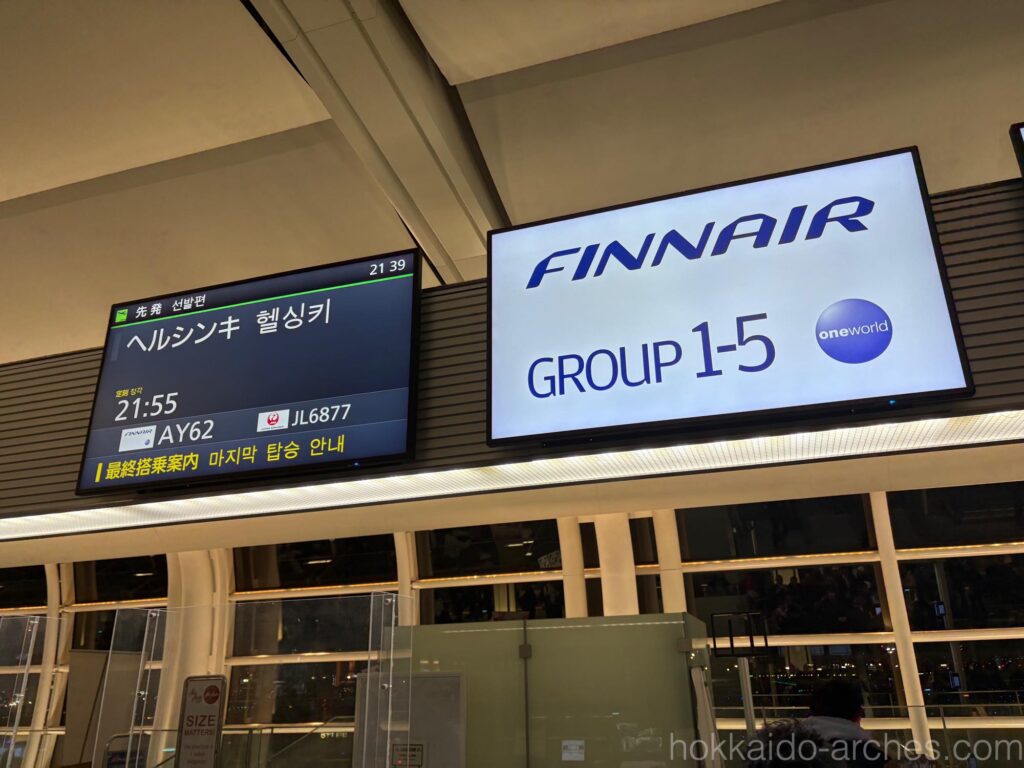 21 39
先発 선발편
ヘルシンキ 헬싱키
定刻 정각
21:55
FINNAIR AY62 JL6877
最終搭乗案内 마지막 탑승 안내
FINNAIR
GROUP 1-5
oneworld
SIZE
MATTERS!
hokkaido-arches.com